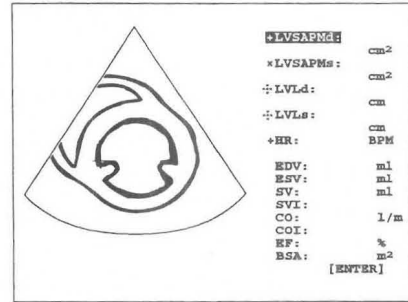 +LVSAPMd:
cm²
×LVSAPMs:
cm²
⊹LVLd:
cm
⊹LVLs:
cm
+HR: BPM
EDV: ml
ESV: ml
SV: ml
SVI:
CO: l/m
COI:
EF: %
BSA: m²
[ENTER]